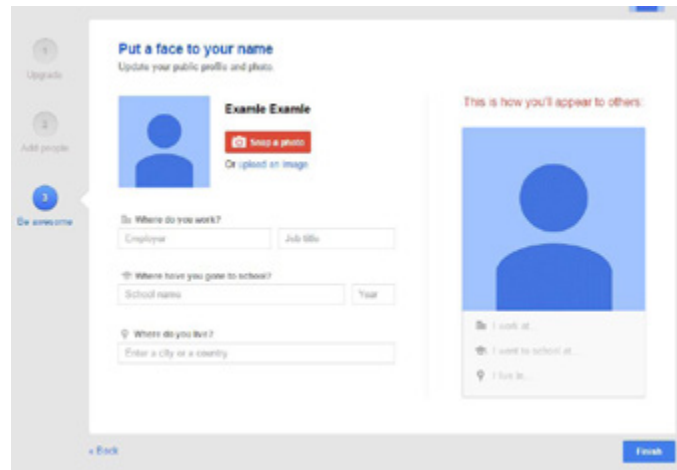 1
Upgrade
2
Add people
3
Be awesome
Put a face to your name
Update your public profile and photo.
Examle Examle
Snap a photo
Or upload an image
Where do you work?
Employer
Job title
Where have you gone to school?
School name
Year
Where do you live?
Enter a city or a country
This is how you'll appear to others:
I work at...
I went to school at...
I live in...
« Back
Finish